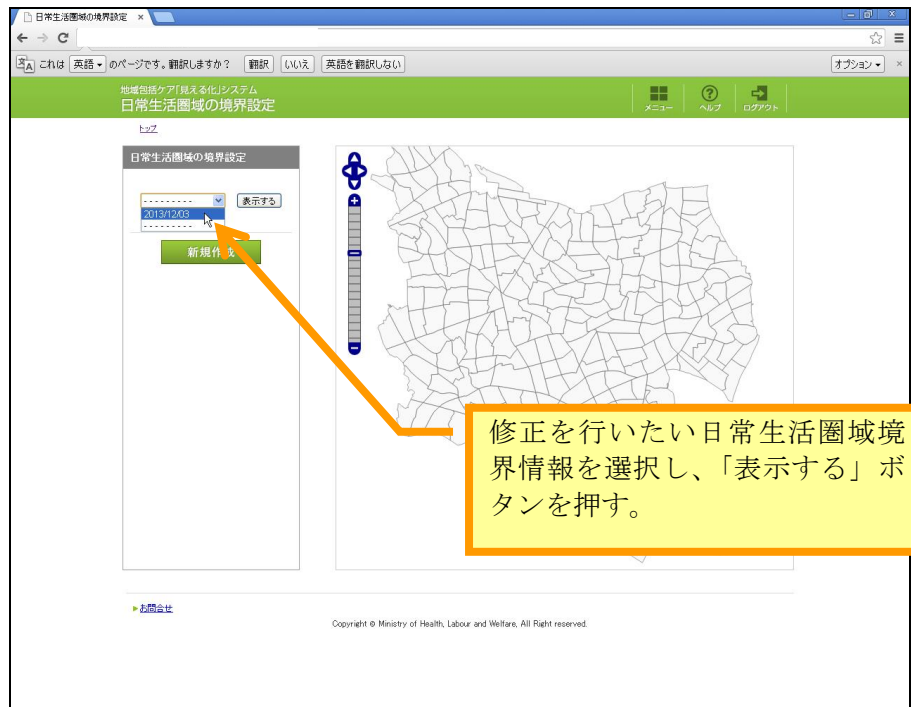 日常生活圏域の境界設定 ×
これは 英語 のページです。翻訳しますか? 翻訳 いいえ 英語を翻訳しない オプション ×
地域包括ケア「見える化」システム
日常生活圏域の境界設定
メニュー ヘルプ ログアウト
トップ
日常生活圏域の境界設定
--------- 表示する
2013/12/03
---------
新規作成
修正を行いたい日常生活圏域境
界情報を選択し、「表示する」ボ
タンを押す。
お問合せ
Copyright © Ministry of Health, Labour and Welfare, All Right reserved.